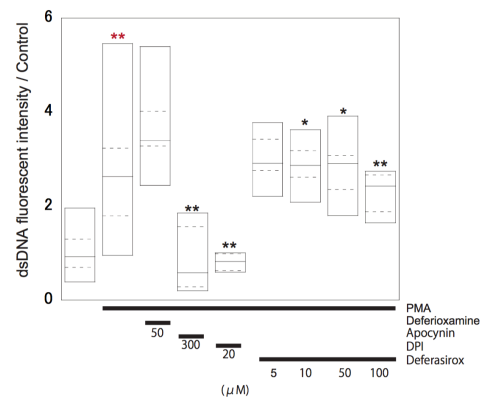 6
dsDNA fluorescent intensity / Control
**
4
*
*
**
**
2
**
0
PMA
Deferioxamine
50
Apocynin
300
DPI
20
Deferasirox
5 10 50 100
(μM)